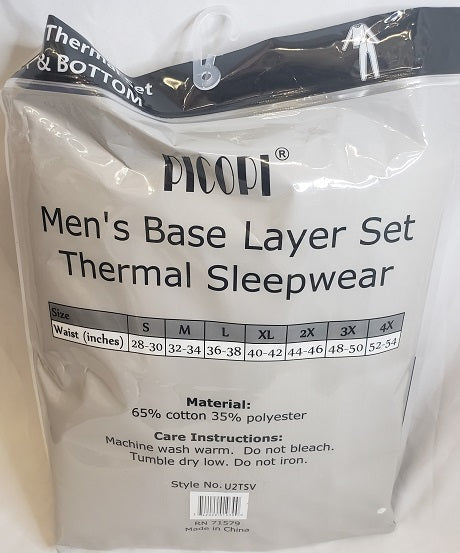 Thermal Set
& BOTTOM
PICOPI®
Men's Base Layer Set
Thermal Sleepwear
Size S M L XL 2X 3X 4X
Waist (inches) 28-30 32-34 36-38 40-42 44-46 48-50 52-54
Material:
65% cotton 35% polyester
Care Instructions:
Machine wash warm. Do not bleach.
Tumble dry low. Do not iron.
Style No. U2TSV
RN 71579
Made in China